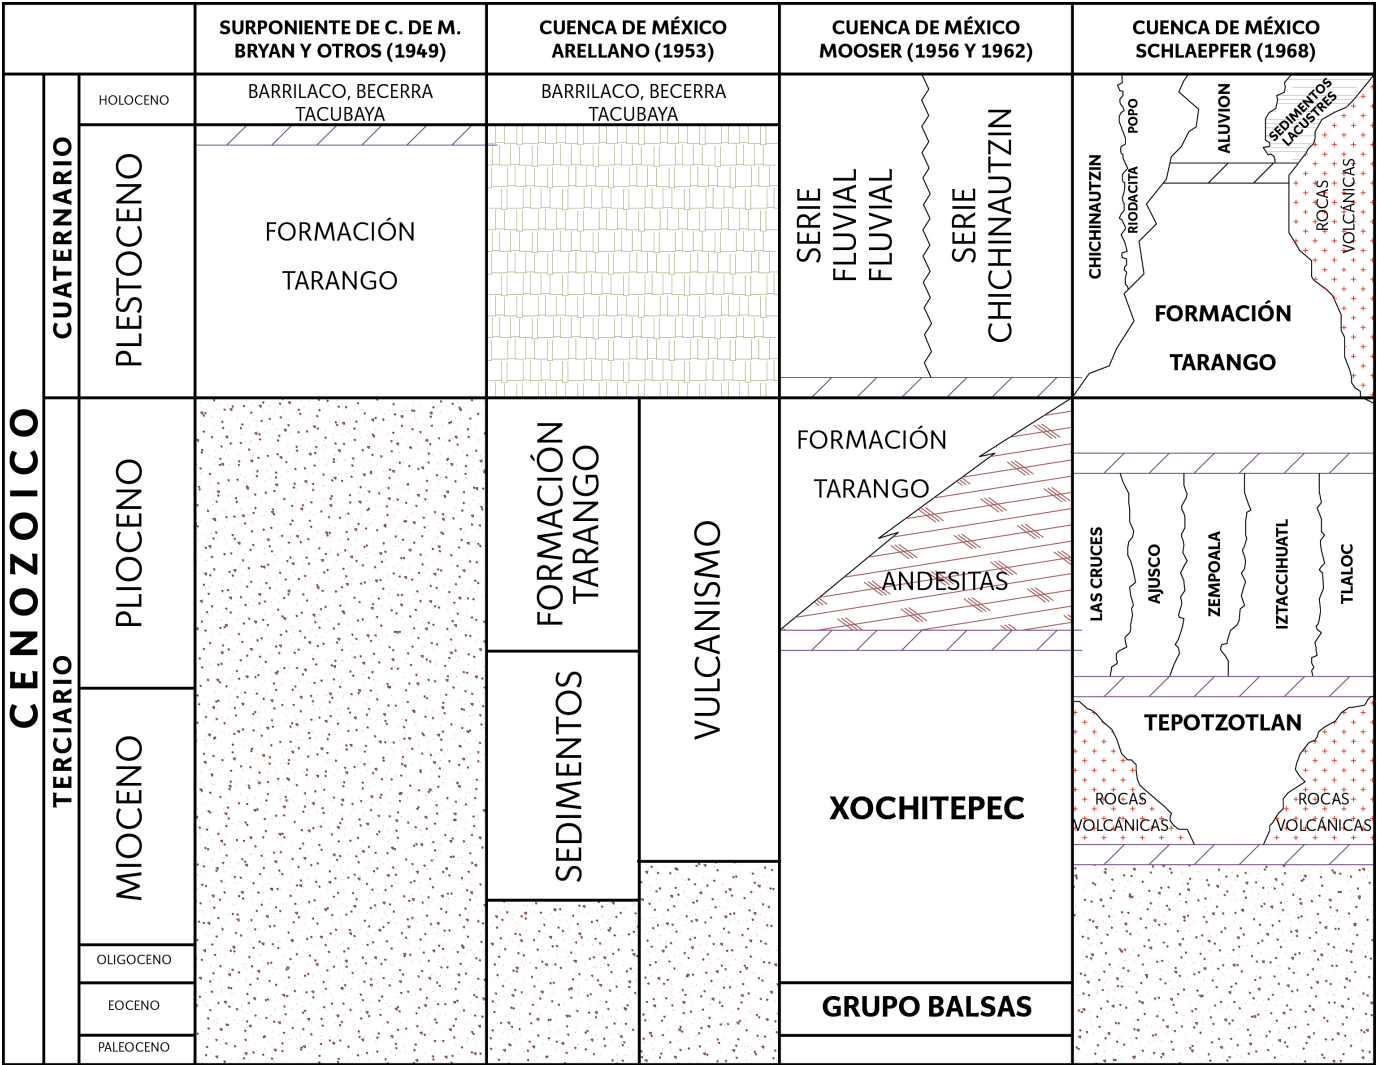 SURPONIENTE DE C. DE M.
BRYAN Y OTROS (1949)
CUENCA DE MÉXICO
ARELLANO (1953)
CUENCA DE MÉXICO
MOOSER (1956 Y 1962)
CUENCA DE MÉXICO
SCHLAEPFER (1968)
CENOZOICO
CUATERNARIO
TERCIARIO
HOLOCENO
PLESTOCENO
PLIOCENO
MIOCENO
OLIGOCENO
EOCENO
PALEOCENO
BARRILACO, BECERRA
TACUBAYA
FORMACIÓN
TARANGO
BARRILACO, BECERRA
TACUBAYA
FORMACIÓN
TARANGO
SEDIMENTOS
VULCANISMO
SERIE
FLUVIAL
FLUVIAL
SERIE
CHICHINAUTZIN
FORMACIÓN
TARANGO
ANDESITAS
XOCHITEPEC
GRUPO BALSAS
CHICHINAUTZIN
RIODACITA POPO
ALUVION
SEDIMENTOS
LACUSTRES
ROCAS
VOLCÁNICAS
FORMACIÓN
TARANGO
LAS CRUCES
AJUSCO
ZEMPOALA
IZTACCIHUATL
TLALOC
TEPOTZOTLAN
ROCAS
VOLCÁNICAS
ROCAS
VOLCÁNICAS